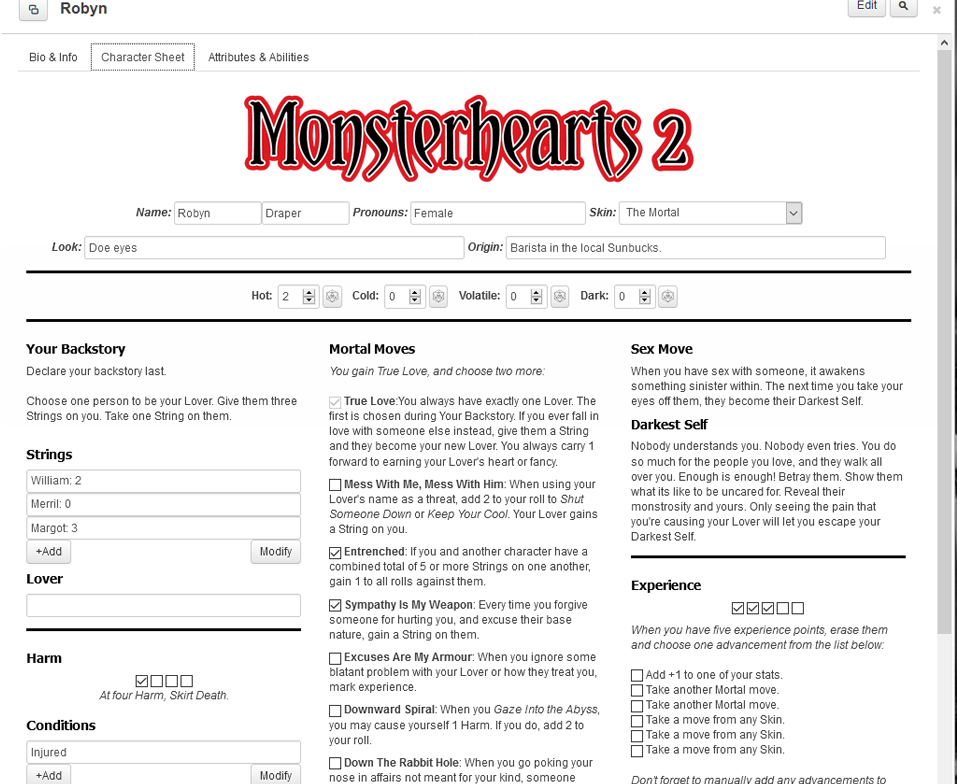 Robyn
Edit
Bio & Info
Character Sheet
Attributes & Abilities
Monsterhearts 2
Name: Robyn Draper Pronouns: Female Skin: The Mortal
Look: Doe eyes Origin: Barista in the local Sunbucks.
Hot: 2 Cold: 0 Volatile: 0 Dark: 0
Your Backstory
Declare your backstory last.
Choose one person to be your Lover. Give them three
Strings on you. Take one String on them.
Strings
William: 2
Merril: 0
Margot: 3
+Add
Modify
Lover
Harm
At four Harm, Skirt Death.
Conditions
Injured
+Add
Modify
Mortal Moves
You gain True Love, and choose two more:
True Love:You always have exactly one Lover. The
first is chosen during Your Backstory. If you ever fall in
love with someone else instead, give them a String
and they become your new Lover. You always carry 1
forward to earning your Lover's heart or fancy.
Mess With Me, Mess With Him: When using your
Lover's name as a threat, add 2 to your roll to Shut
Someone Down or Keep Your Cool. Your Lover gains
a String on you.
Entrenched: If you and another character have a
combined total of 5 or more Strings on one another,
gain 1 to all rolls against them.
Sympathy Is My Weapon: Every time you forgive
someone for hurting you, and excuse their base
nature, gain a String on them.
Excuses Are My Armour: When you ignore some
blatant problem with your Lover or how they treat you,
mark experience.
Downward Spiral: When you Gaze Into the Abyss,
you may cause yourself 1 Harm. If you do, add 2 to
your roll.
Down The Rabbit Hole: When you go poking your
nose in affairs not meant for your kind, someone
Sex Move
When you have sex with someone, it awakens
something sinister within. The next time you take your
eyes off them, they become their Darkest Self.
Darkest Self
Nobody understands you. Nobody even tries. You do
so much for the people you love, and they walk all
over you. Enough is enough! Betray them. Show them
what its like to be uncared for. Reveal their
monstrosity and yours. Only seeing the pain that
you're causing your Lover will let you escape your
Darkest Self.
Experience
When you have five experience points, erase them
and choose one advancement from the list below:
Add +1 to one of your stats.
Take another Mortal move.
Take another Mortal move.
Take a move from any Skin.
Take a move from any Skin.
Take a move from any Skin.
Don't forget to manually add any advancements to